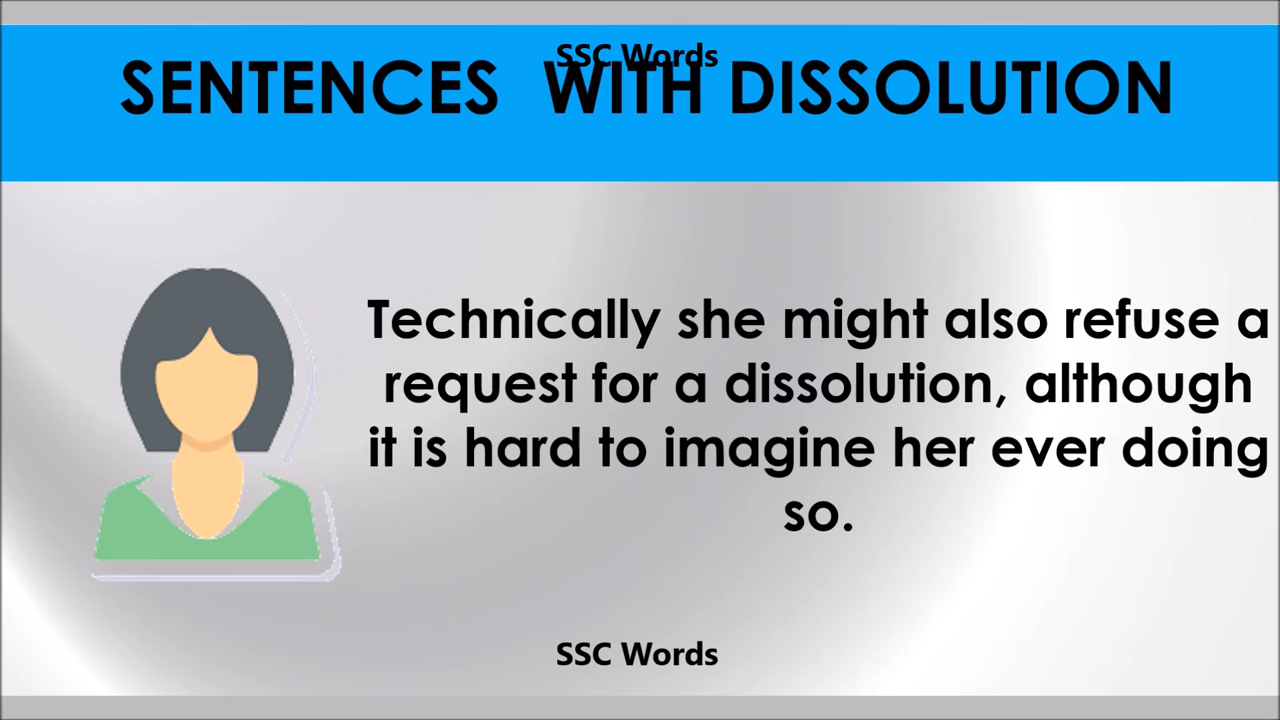 SSC Words
SENTENCES WITH DISSOLUTION
Technically she might also refuse a
request for a dissolution, although
it is hard to imagine her ever doing
so.
SSC Words